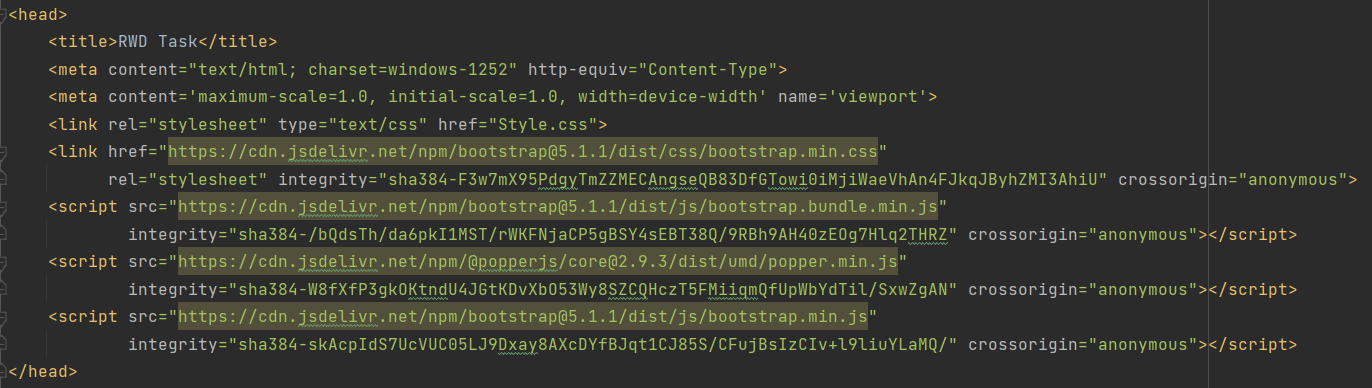 <head>
    <title>RWD Task</title>
    <meta content="text/html; charset=windows-1252" http-equiv="Content-Type">
    <meta content='maximum-scale=1.0, initial-scale=1.0, width=device-width' name='viewport'>
    <link rel="stylesheet" type="text/css" href="Style.css">
    <link href="https://cdn.jsdelivr.net/npm/bootstrap@5.1.1/dist/css/bootstrap.min.css"
          rel="stylesheet" integrity="sha384-F3w7mX95PdgyTmZZMECAngseQB83DfGTowi0iMjiWaeVhAn4FJkqJByhZMI3AhiU" crossorigin="anonymous">
    <script src="https://cdn.jsdelivr.net/npm/bootstrap@5.1.1/dist/js/bootstrap.bundle.min.js"
            integrity="sha384-/bQdsTh/da6pkI1MST/rWKFNjaCP5gBSY4sEBT38Q/9RBh9AH40zEOg7Hlq2THRZ" crossorigin="anonymous"></script>
    <script src="https://cdn.jsdelivr.net/npm/@popperjs/core@2.9.3/dist/umd/popper.min.js"
            integrity="sha384-W8fXfP3gkOKtndU4JGtKDvXbO53Wy8SZCQHczT5FMiiqmQfUpWbYdTil/SxwZgAN" crossorigin="anonymous"></script>
    <script src="https://cdn.jsdelivr.net/npm/bootstrap@5.1.1/dist/js/bootstrap.min.js"
            integrity="sha384-skAcpIdS7UcVUC05LJ9Dxay8AXcDYfBJqt1CJ85S/CFujBsIzCIv+l9liuYLaMQ/" crossorigin="anonymous"></script>
</head>